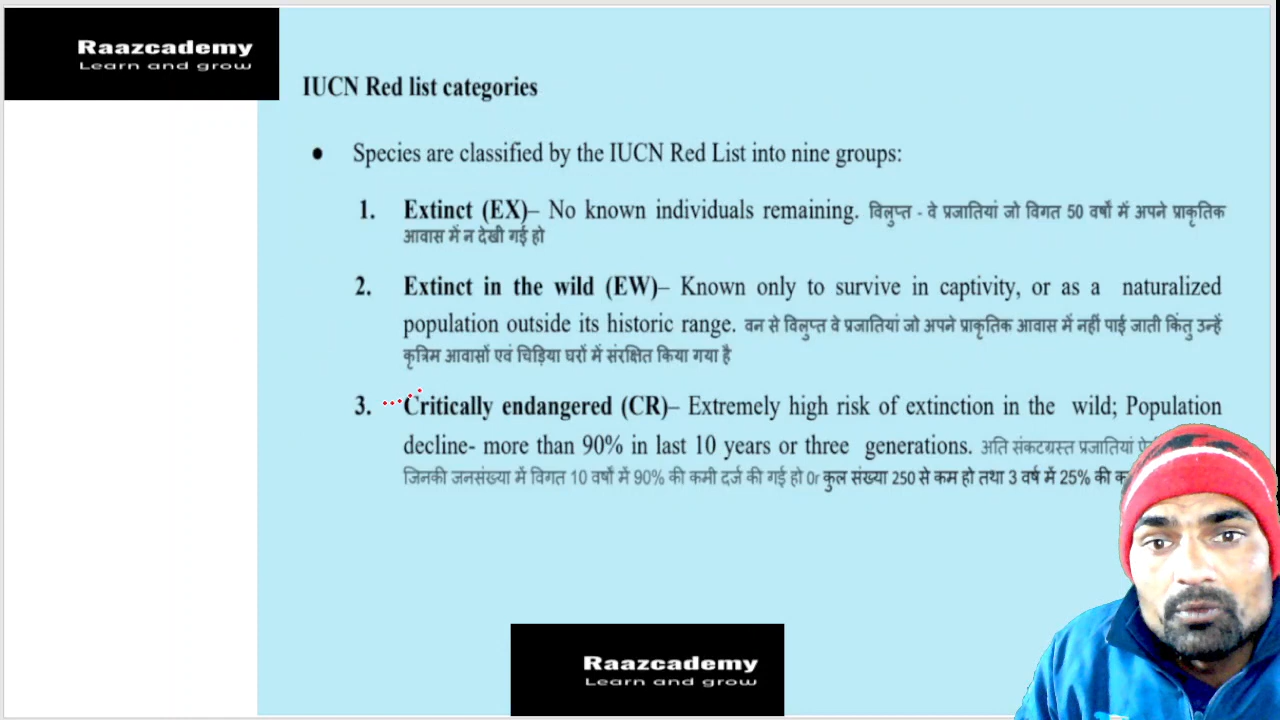 Raazcademy
Learn and grow
IUCN Red list categories
• Species are classified by the IUCN Red List into nine groups:
1. Extinct (EX)– No known individuals remaining. विलुप्त - वे प्रजातियां जो विगत 50 वर्षों में अपने प्राकृतिक
आवास में न देखी गई हो
2. Extinct in the wild (EW)– Known only to survive in captivity, or as a naturalized
population outside its historic range. वन से विलुप्त वे प्रजातियां जो अपने प्राकृतिक आवास में नहीं पाई जाती किंतु उन्हें
कृत्रिम आवासों एवं चिड़िया घरों में संरक्षित किया गया है
3. Critically endangered (CR)– Extremely high risk of extinction in the wild; Population
decline- more than 90% in last 10 years or three generations. अति संकटग्रस्त प्रजातियां
जिनकी जनसंख्या में विगत 10 वर्षों में 90% की कमी दर्ज की गई हो Or कुल संख्या 250 से कम हो तथा 3 वर्ष में 25% की
Raazcademy
Learn and grow